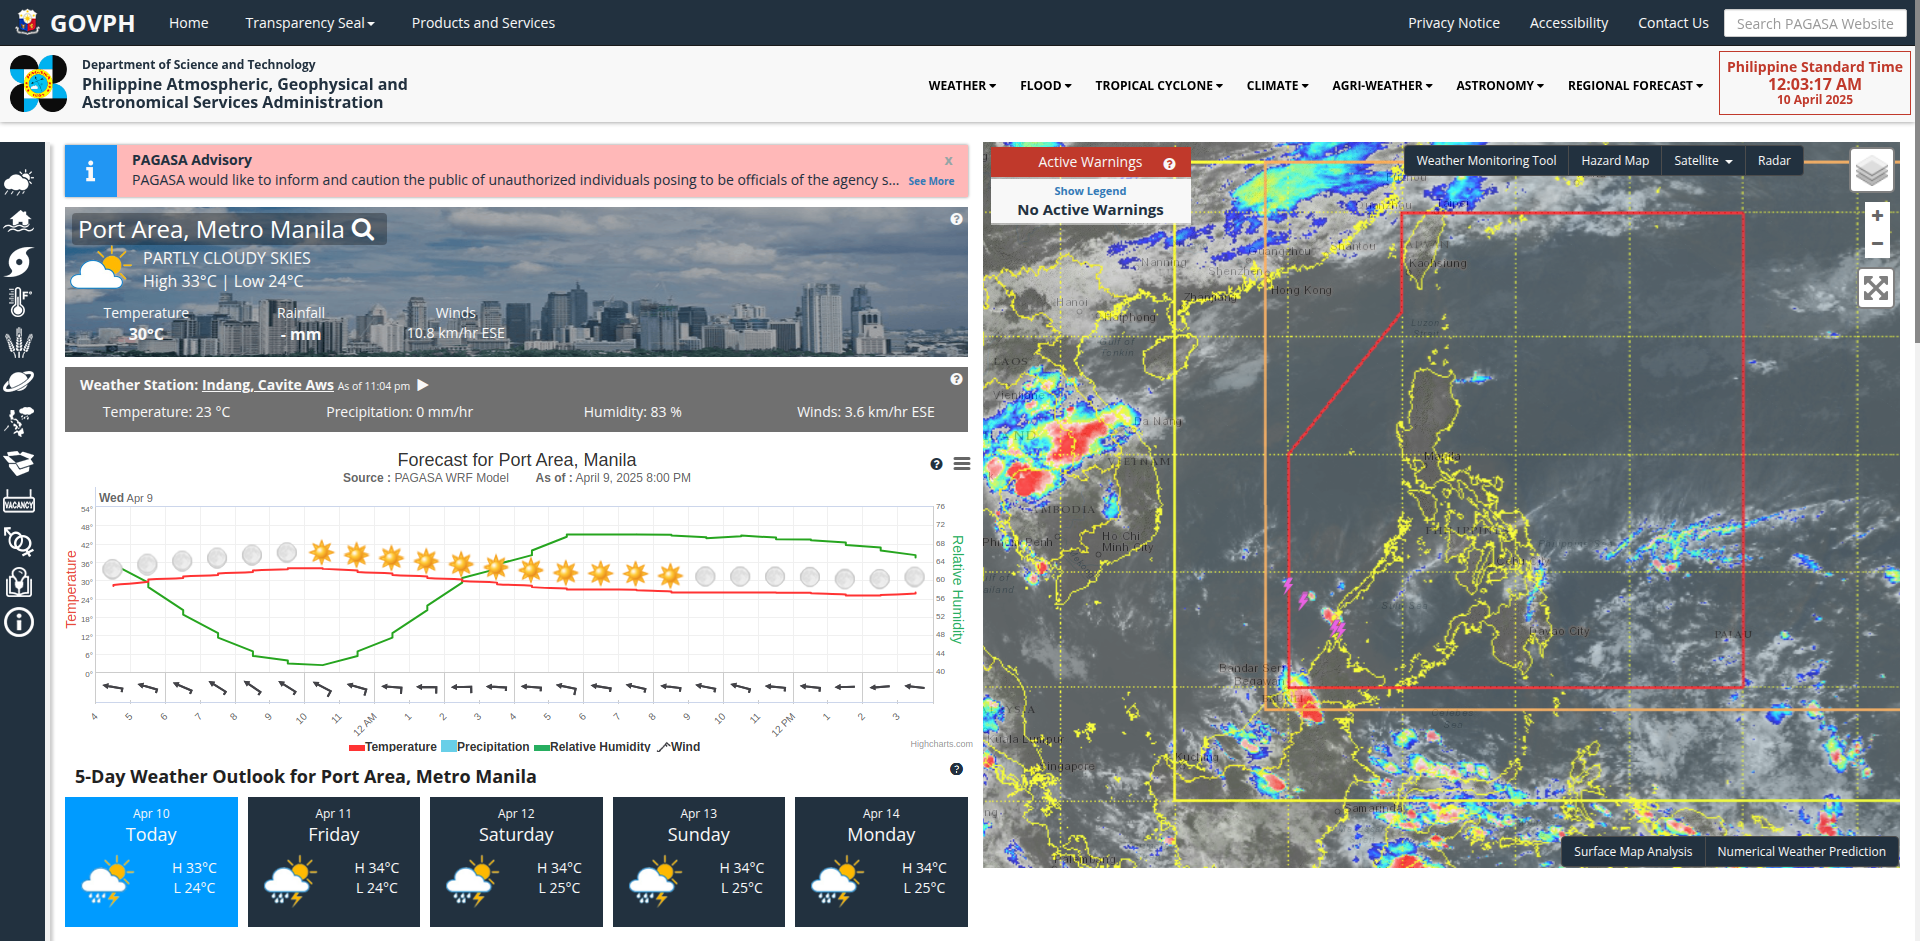 GOVPH
Home
Transparency Seal
Products and Services
Privacy Notice
Accessibility
Contact Us
Search PAGASA Website
Department of Science and Technology
Philippine Atmospheric, Geophysical and
Astronomical Services Administration
WEATHER
FLOOD
TROPICAL CYCLONE
CLIMATE
AGRI-WEATHER
ASTRONOMY
REGIONAL FORECAST
Philippine Standard Time
12:03:17 AM
10 April 2025
VACANCY
PAGASA Advisory
x
PAGASA would like to inform and caution the public of unauthorized individuals posing to be officials of the agency s... See More
Port Area, Metro Manila
PARTLY CLOUDY SKIES
High 33°C | Low 24°C
Temperature
30°C
Rainfall
- mm
Winds
10.8 km/hr ESE
Weather Station: Indang, Cavite Aws As of 11:04 pm
Temperature: 23 °C
Precipitation: 0 mm/hr
Humidity: 83 %
Winds: 3.6 km/hr ESE
Forecast for Port Area, Manila
Source : PAGASA WRF Model As of : April 9, 2025 8:00 PM
Wed Apr 9
Temperature
54°
48°
42°
36°
30°
24°
18°
12°
6°
0°
76
72
68
64
60
56
52
48
44
40
Relative Humidity
4 5 6 7 8 9 10 11 12 AM 1 2 3 4 5 6 7 8 9 10 11 12 PM 1 2 3
Temperature Precipitation Relative Humidity Wind
Highcharts.com
5-Day Weather Outlook for Port Area, Metro Manila
Apr 10
Today
H 33°C
L 24°C
Apr 11
Friday
H 34°C
L 24°C
Apr 12
Saturday
H 34°C
L 25°C
Apr 13
Sunday
H 34°C
L 25°C
Apr 14
Monday
H 34°C
L 25°C
Active Warnings
Show Legend
No Active Warnings
Weather Monitoring Tool
Hazard Map
Satellite
Radar
+
−
Shantou
Kaohsiung
Nanning
Shenzhen
Hong Kong
Hanoi
Haiphong
Luzon
LAOS
Da Nang
VIETNAM
Manila
Ho Chi
Minh City
Davao City
PALAU
Bandar Seri
Begawan
Kuala Lumpur
Kuching
Singapore
Samarinda
Surface Map Analysis
Numerical Weather Prediction